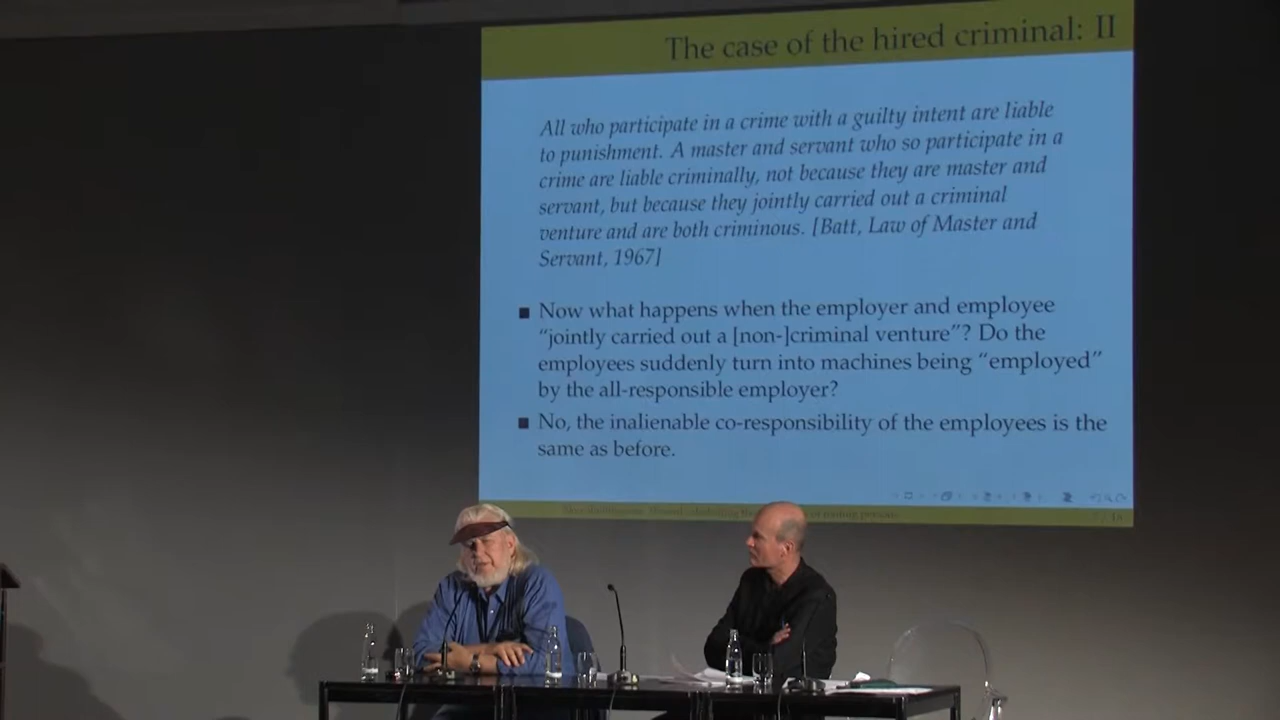 The case of the hired criminal: II
All who participate in a crime with a guilty intent are liable
to punishment. A master and servant who so participate in a
crime are liable criminally, not because they are master and
servant, but because they jointly carried out a criminal
venture and are both criminous. [Batt, Law of Master and
Servant, 1967]
Now what happens when the employer and employee
“jointly carried out a [non-]criminal venture”? Do the
employees suddenly turn into machines being “employed”
by the all-responsible employer?
No, the inalienable co-responsibility of the employees is the
same as before.